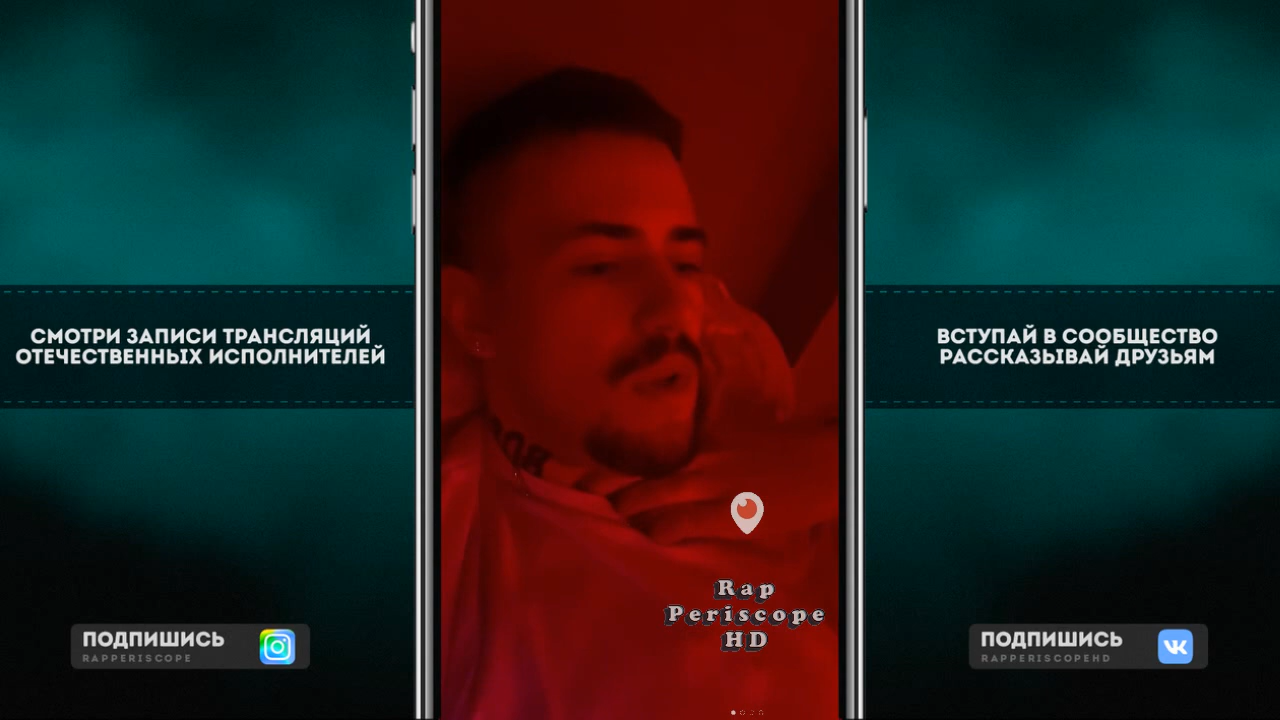 СМОТРИ ЗАПИСИ ТРАНСЛЯЦИЙ
ОТЕЧЕСТВЕННЫХ ИСПОЛНИТЕЛЕЙ
ВСТУПАЙ В СООБЩЕСТВО
РАССКАЗЫВАЙ ДРУЗЬЯМ
Rap
Periscope
HD
ПОДПИШИСЬ
RAPPERISCOPE
ПОДПИШИСЬ
RAPPERISCOPEHD